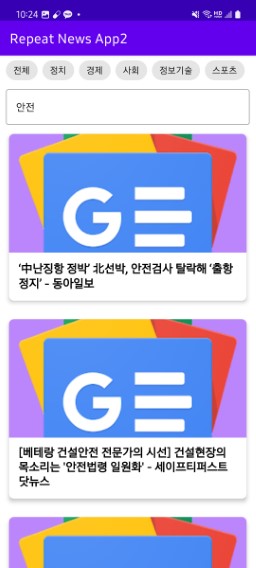 10:24
Repeat News App2
전체 정치 경제 사회 정보기술 스포츠
안전
GE
‘中난징항 정박’ 北선박, 안전검사 탈락해 ‘출항
정지’ - 동아일보
GE
[베테랑 건설안전 전문가의 시선] 건설현장의
목소리는 '안전법령 일원화' - 세이프티퍼스트
닷뉴스